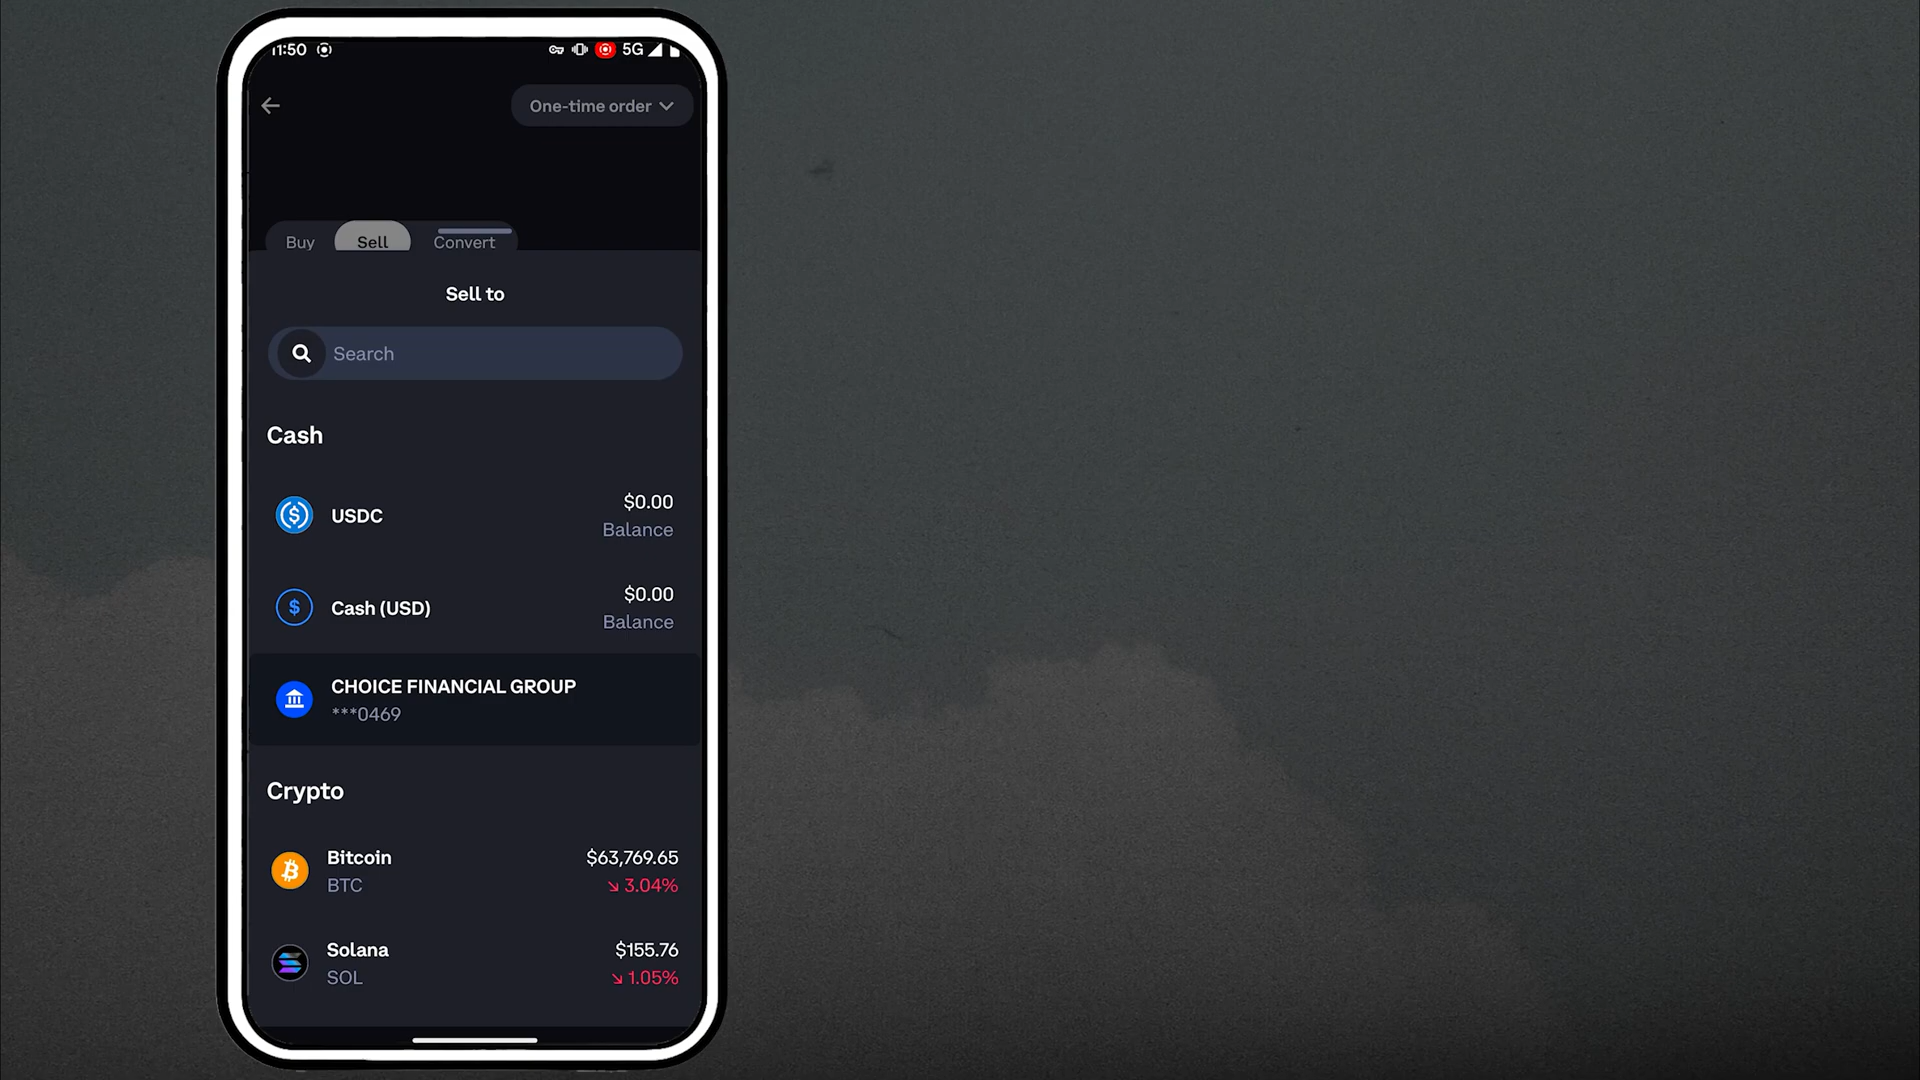 11:50 5G
One-time order
Buy Sell Convert
Sell to
Search
Cash
USDC $0.00
Balance
Cash (USD) $0.00
Balance
CHOICE FINANCIAL GROUP
***0469
Crypto
Bitcoin $63,769.65
BTC ↘ 3.04%
Solana $155.76
SOL ↘ 1.05%